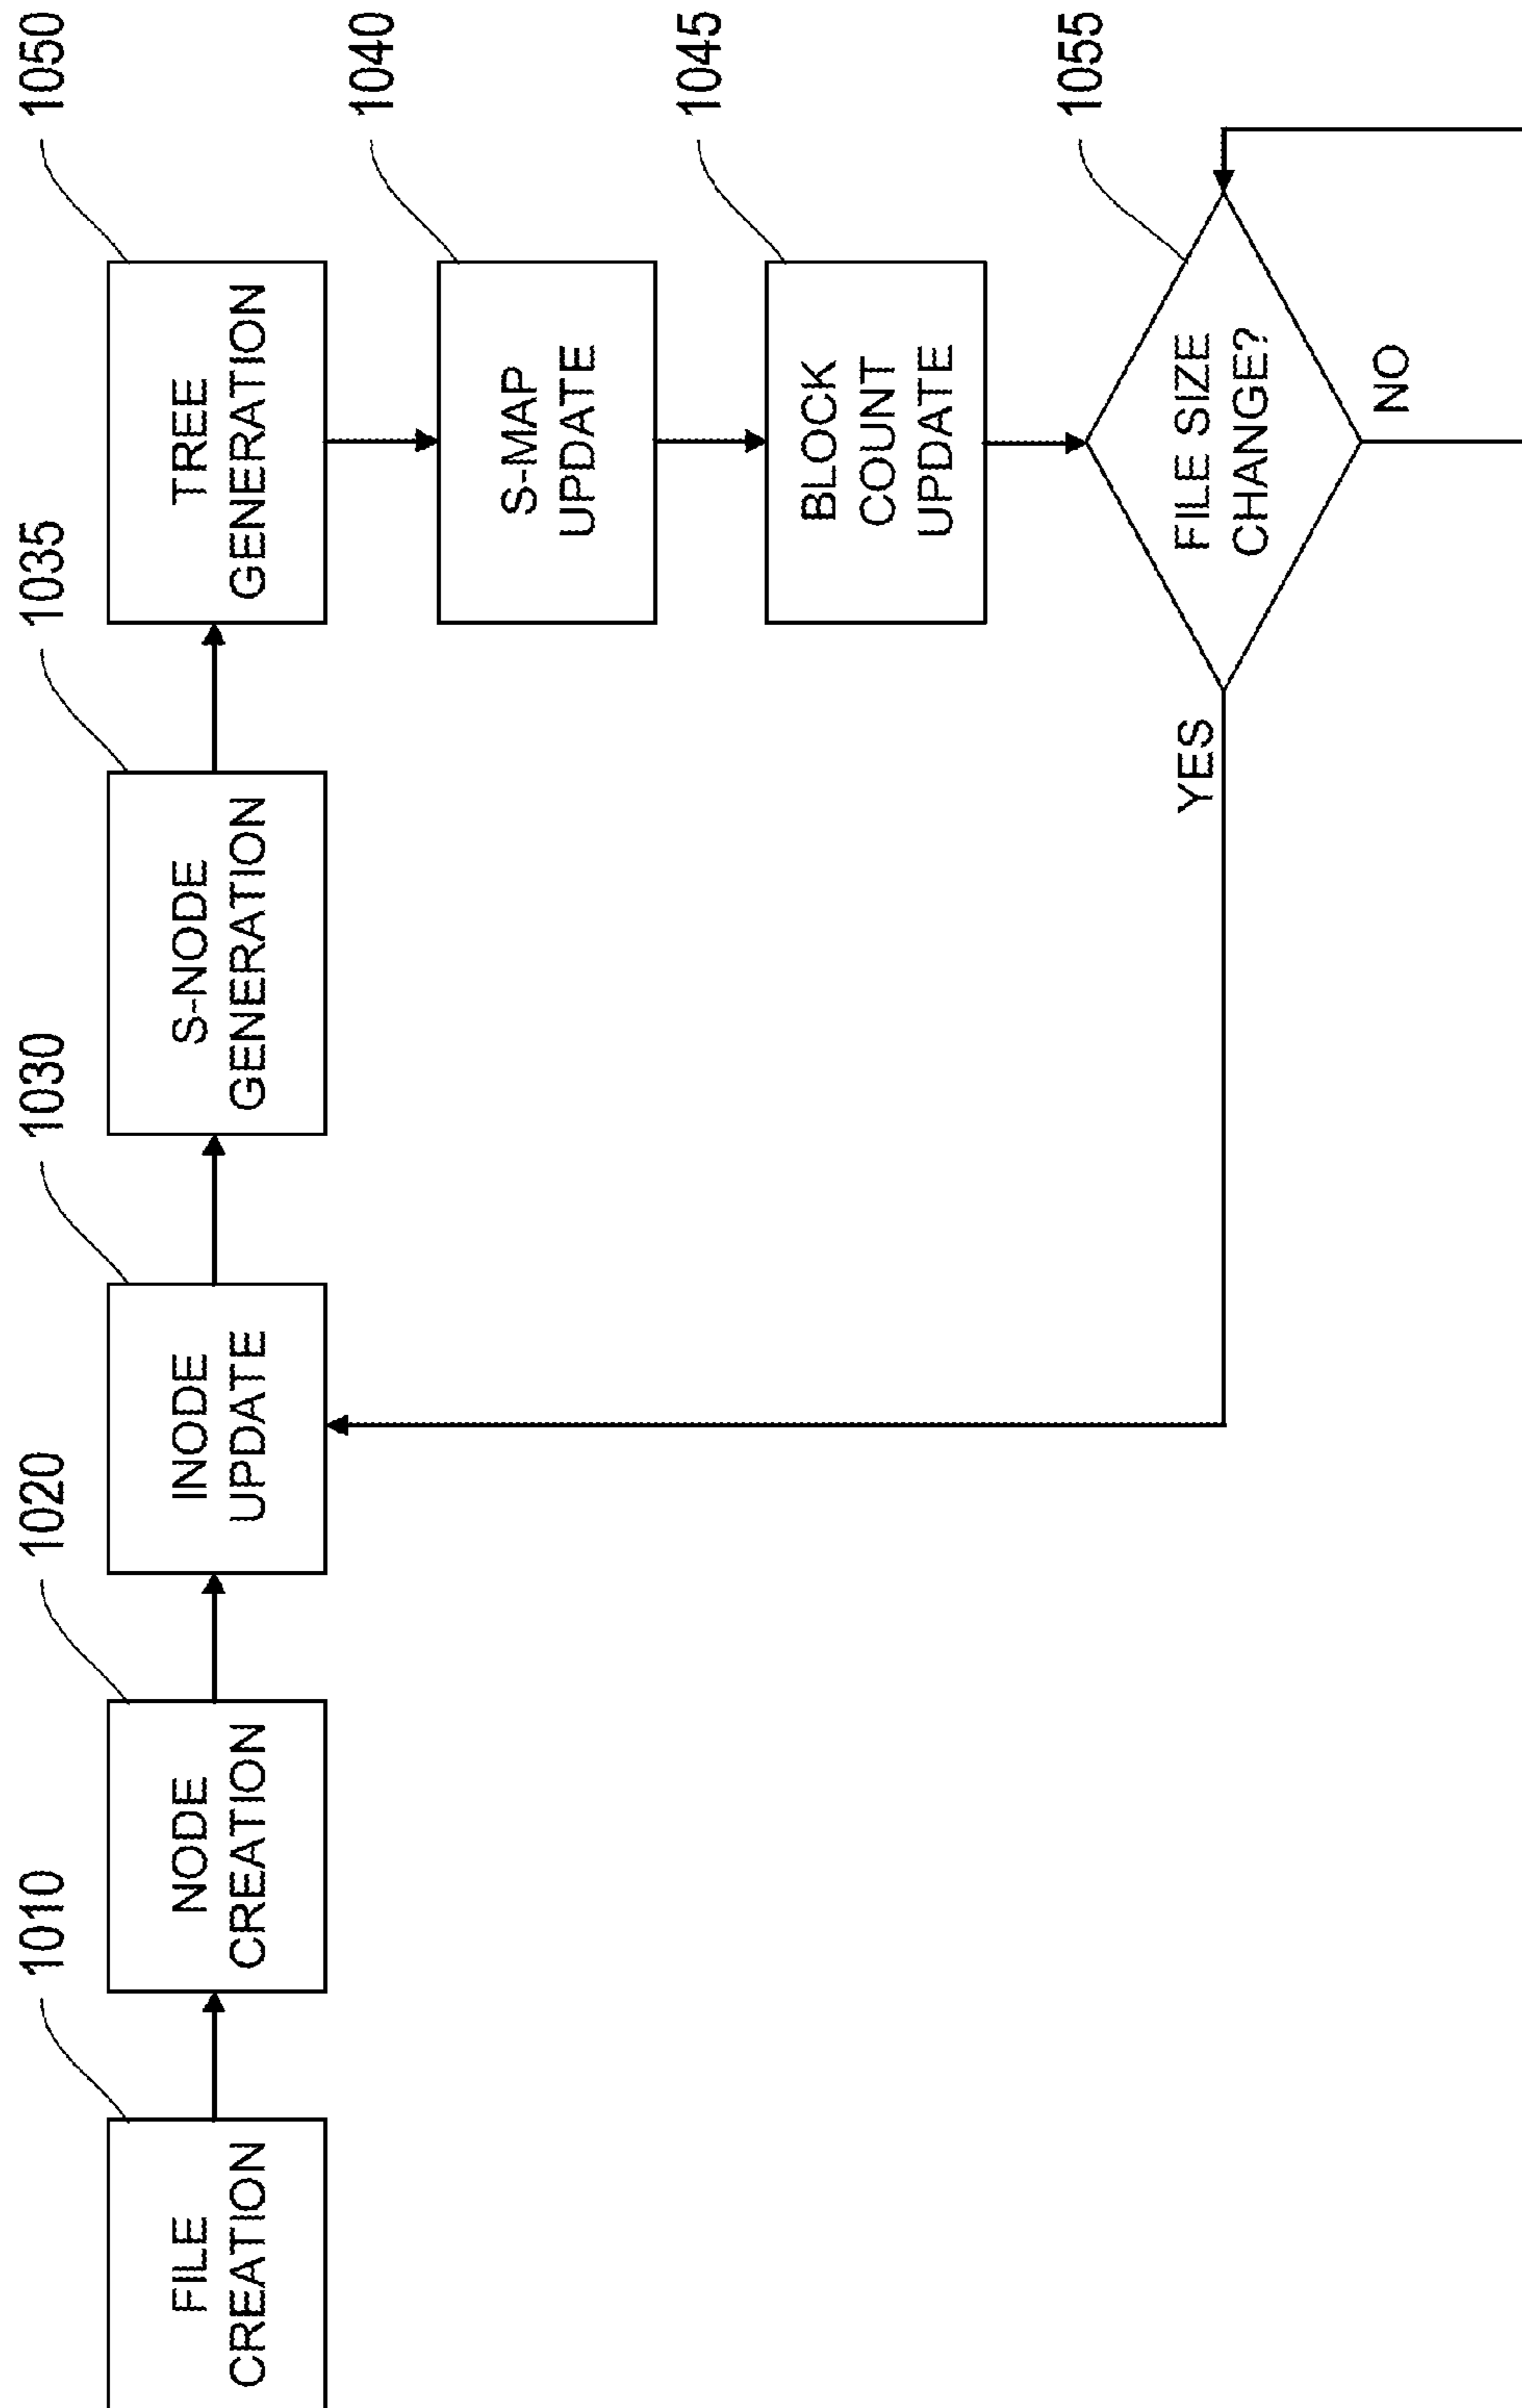 1010
FILE
CREATION
1020
NODE
CREATION
1030
INODE
UPDATE
1035
S-NODE
GENERATION
1050
TREE
GENERATION
1040
S-MAP
UPDATE
1045
BLOCK
COUNT
UPDATE
1055
FILE SIZE
CHANGE?
YES
NO